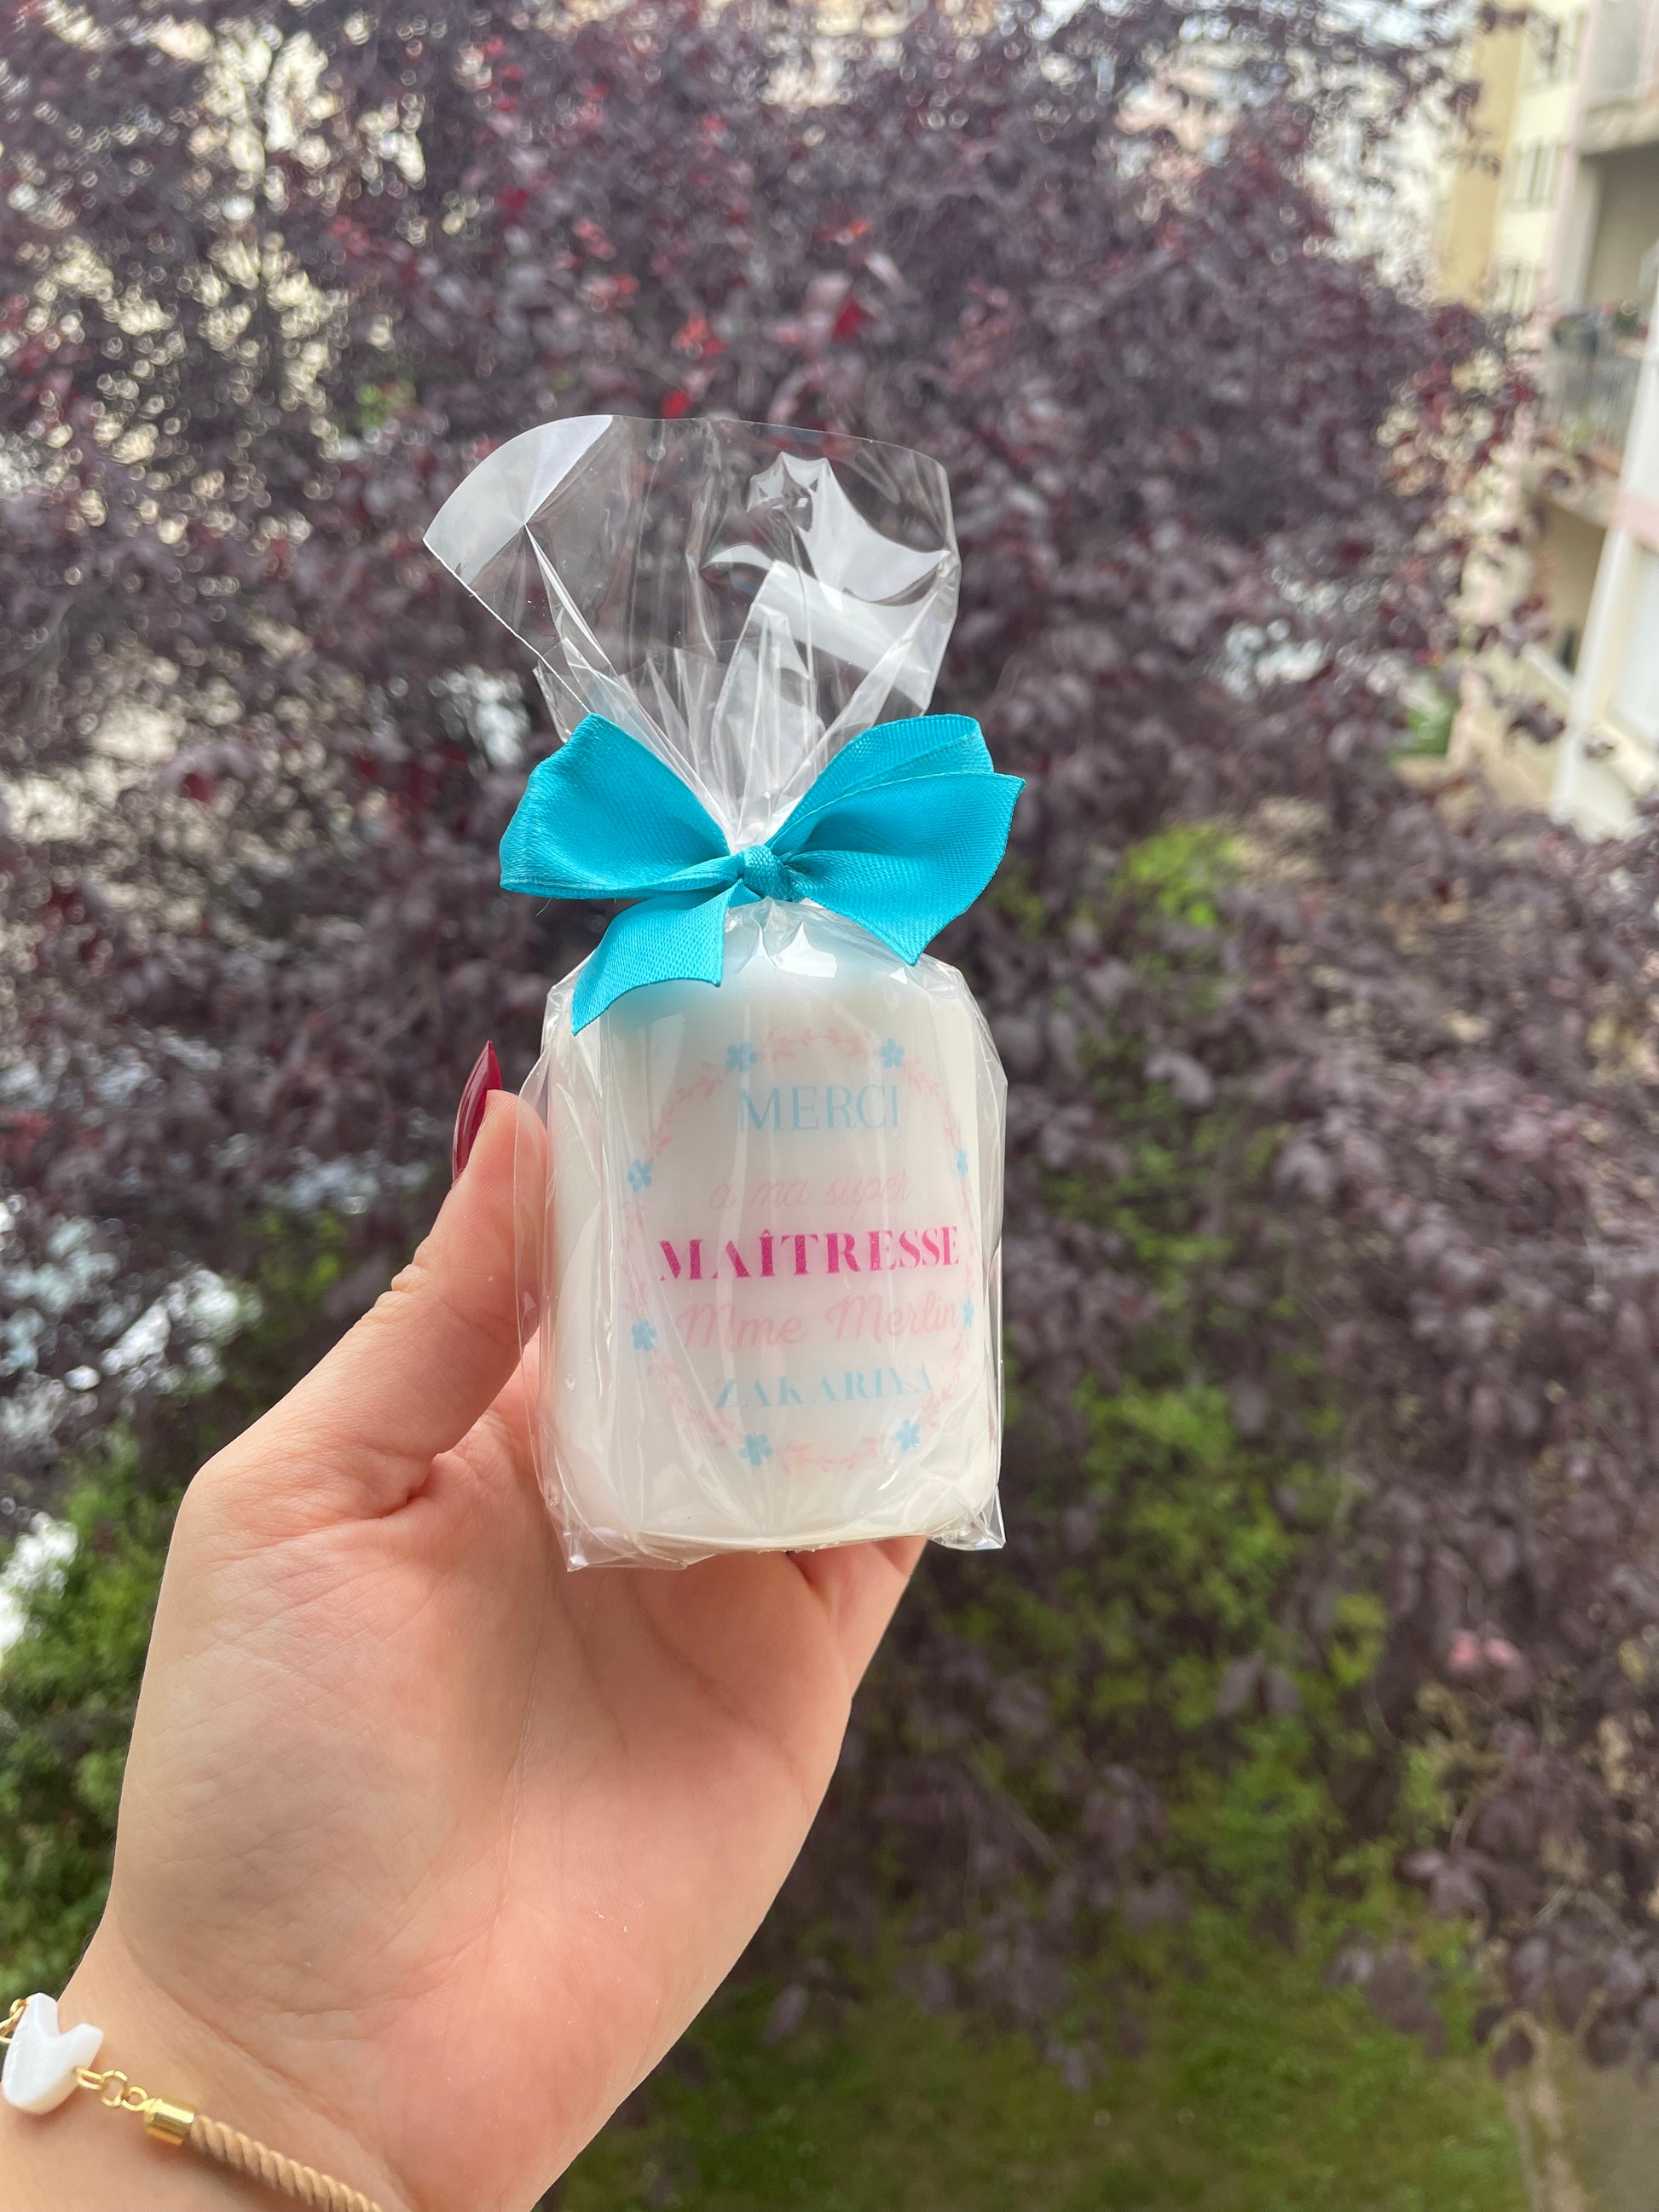 MERCI
à ma super
MAÎTRESSE
Mme Merlin
ZAKARIYA